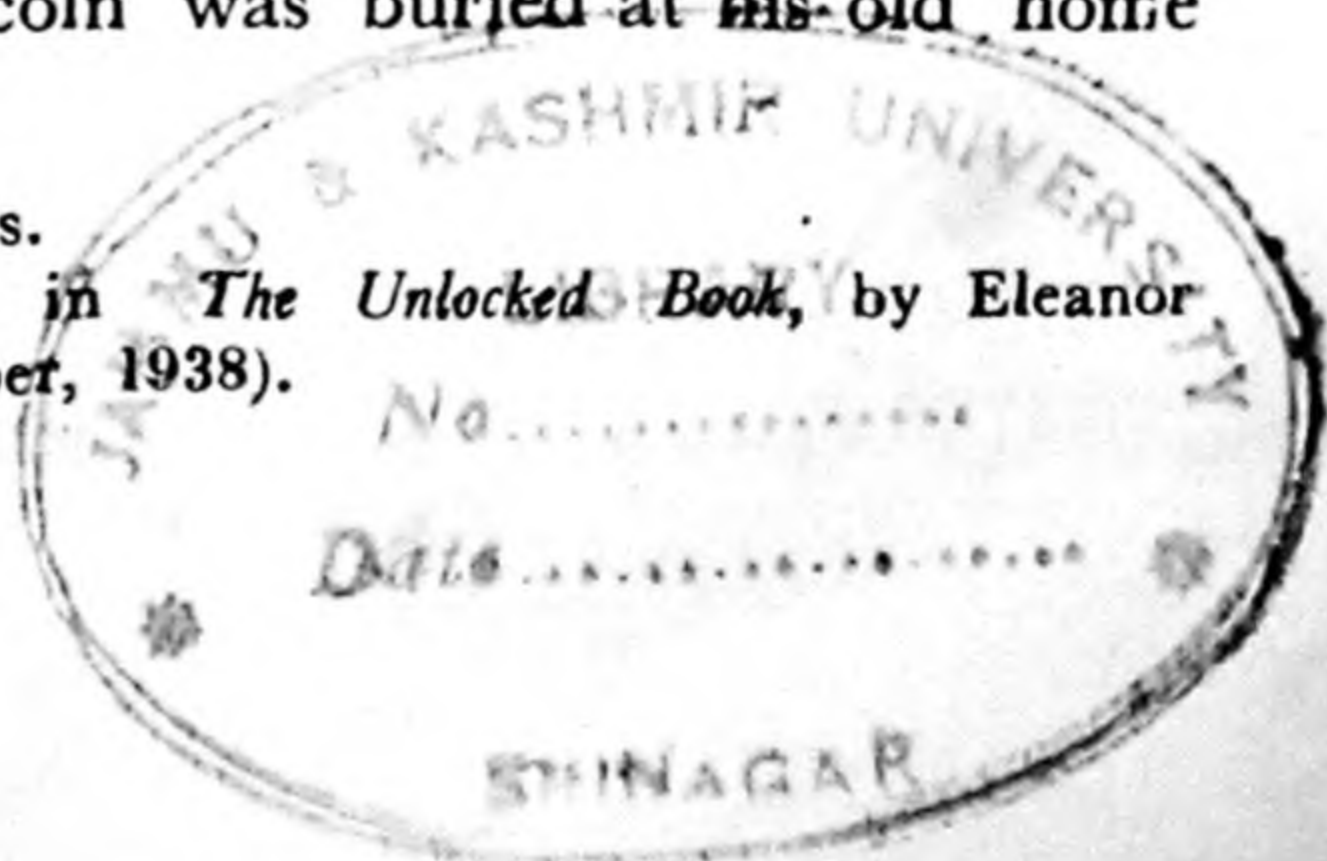 coln was buried at his old home
JAMMU & KASHMIR UNIVERSITY
s.
in The Unlocked Book, by Eleanor
er, 1938).
No..................
Date..................
SRINAGAR